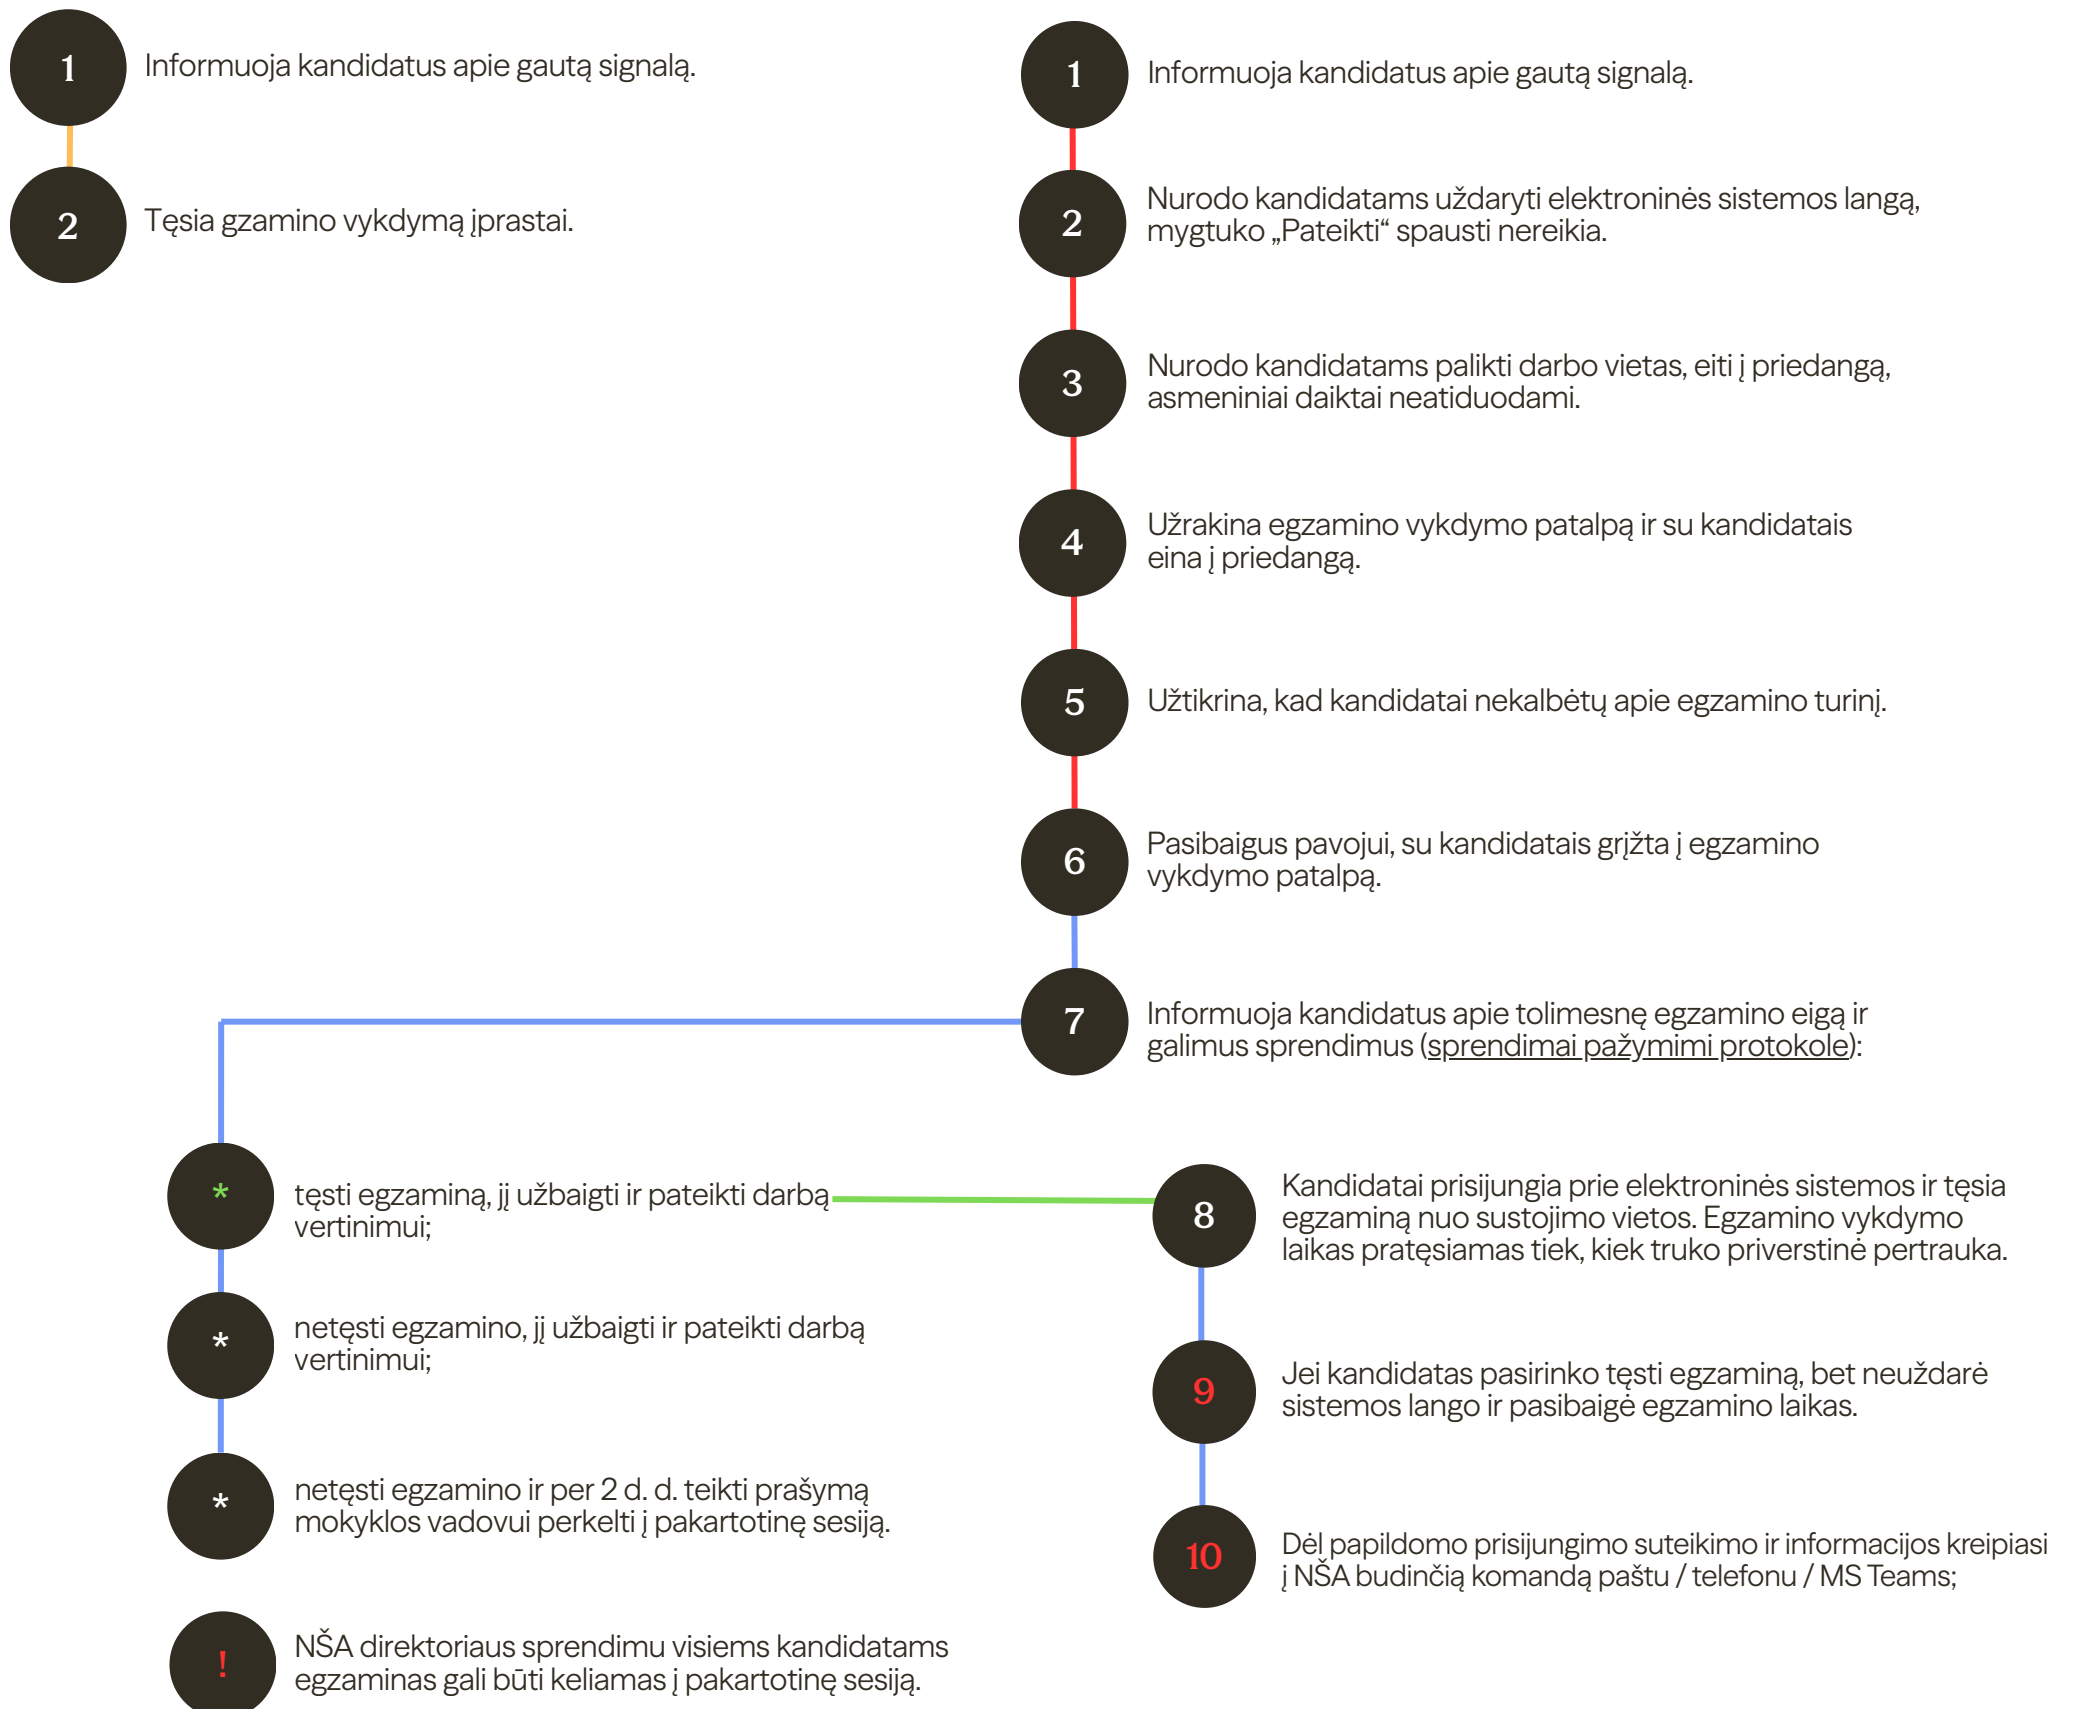 1
Informuoja kandidatus apie gautą signalą.
2
Tęsia gzamino vykdymą įprastai.
1
Informuoja kandidatus apie gautą signalą.
2
Nurodo kandidatams uždaryti elektroninės sistemos langą,
mygtuko „Pateikti“ spausti nereikia.
3
Nurodo kandidatams palikti darbo vietas, eiti į priedangą,
asmeniniai daiktai neatiduodami.
4
Užrakina egzamino vykdymo patalpą ir su kandidatais
eina į priedangą.
5
Užtikrina, kad kandidatai nekalbėtų apie egzamino turinį.
6
Pasibaigus pavojui, su kandidatais grįžta į egzamino
vykdymo patalpą.
7
Informuoja kandidatus apie tolimesnę egzamino eigą ir
galimus sprendimus (sprendimai pažymimi protokole):
*
tęsti egzaminą, jį užbaigti ir pateikti darbą
vertinimui;
*
netęsti egzamino, jį užbaigti ir pateikti darbą
vertinimui;
*
netęsti egzamino ir per 2 d. d. teikti prašymą
mokyklos vadovui perkelti į pakartotinę sesiją.
!
NŠA direktoriaus sprendimu visiems kandidatams
egzaminas gali būti keliamas į pakartotinę sesiją.
8
Kandidatai prisijungia prie elektroninės sistemos ir tęsia
egzaminą nuo sustojimo vietos. Egzamino vykdymo
laikas pratęsiamas tiek, kiek truko priverstinė pertrauka.
9
Jei kandidatas pasirinko tęsti egzaminą, bet neuždarė
sistemos lango ir pasibaigė egzamino laikas.
10
Dėl papildomo prisijungimo suteikimo ir informacijos kreipiasi
į NŠA budinčią komandą paštu / telefonu / MS Teams;